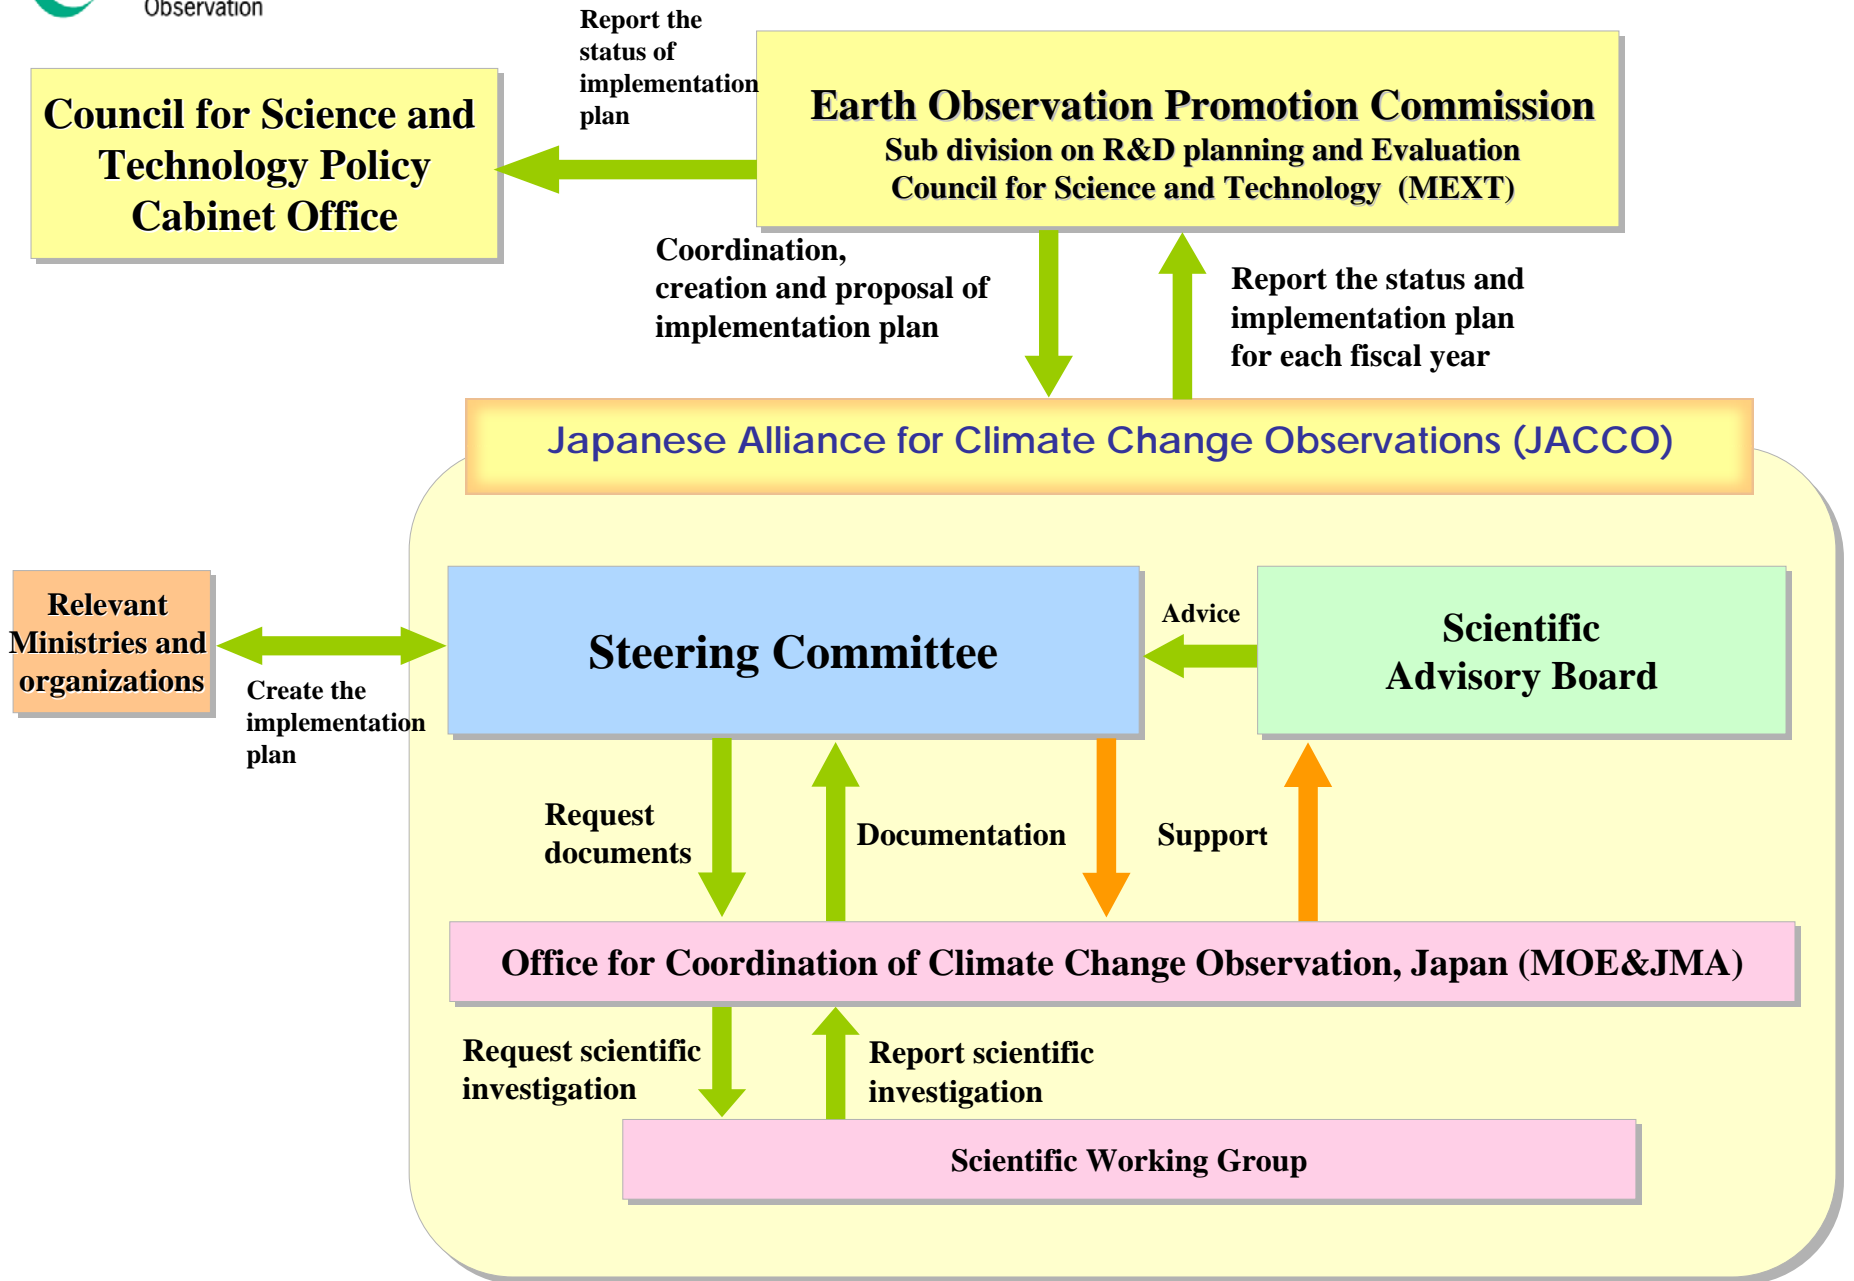 Observation
Report the
status of
implementation
plan
Council for Science and
Technology Policy
Cabinet Office
Earth Observation Promotion Commission
Sub division on R&D planning and Evaluation
Council for Science and Technology (MEXT)
Coordination,
creation and proposal of
implementation plan
Report the status and
implementation plan
for each fiscal year
Japanese Alliance for Climate Change Observations (JACCO)
Relevant
Ministries and
organizations
Create the
implementation
plan
Steering Committee
Advice
Scientific
Advisory Board
Request
documents
Documentation
Support
Office for Coordination of Climate Change Observation, Japan (MOE&JMA)
Request scientific
investigation
Report scientific
investigation
Scientific Working Group